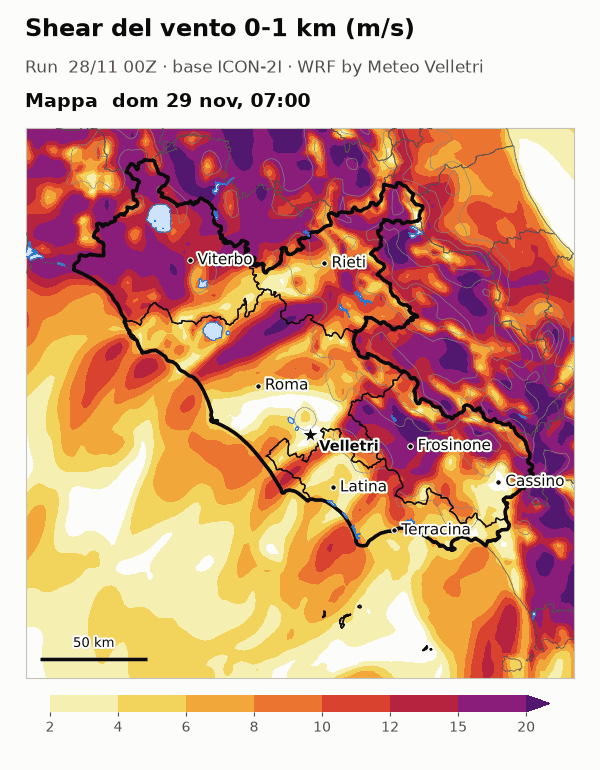 Shear del vento 0-1 km (m/s)
Run  28/11 00Z · base ICON-2I · WRF by Meteo Velletri
Mappa  dom 29 nov, 07:00
Viterbo
Rieti
Roma
Velletri
Frosinone
Latina
Cassino
Terracina
50 km
2 4 6 8 10 12 15 20